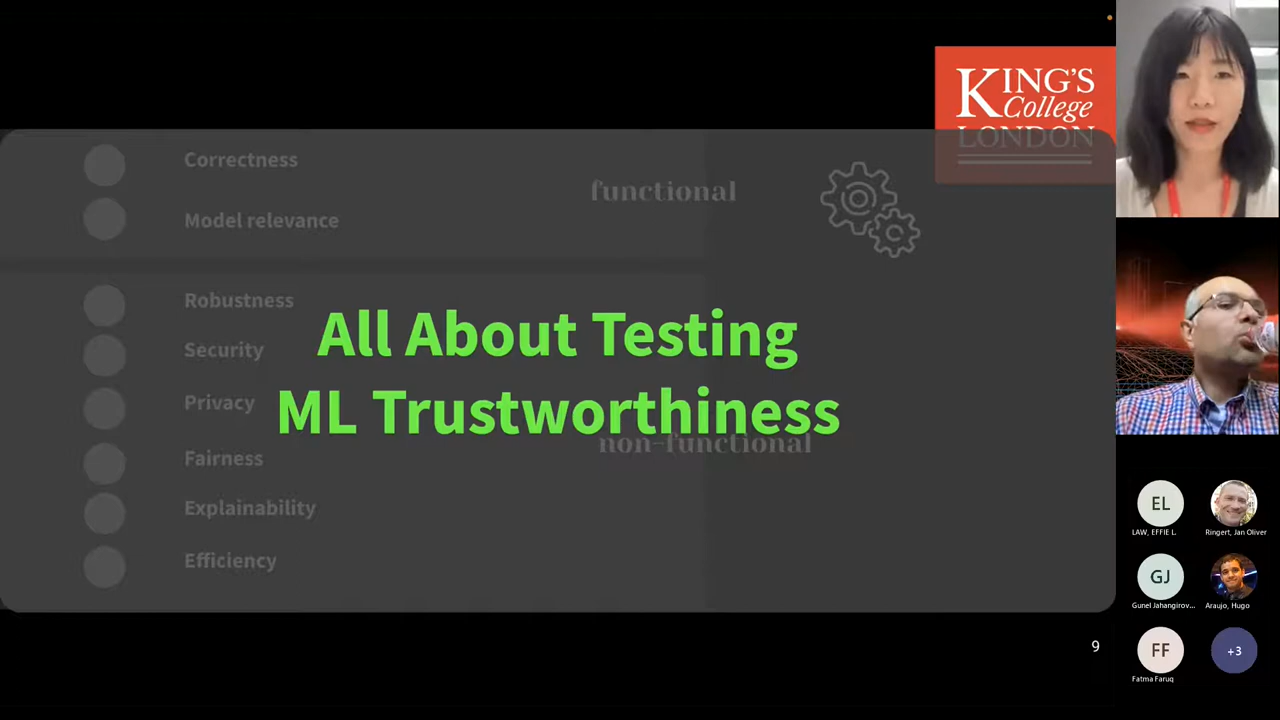 KING'S
College
LONDON
Correctness
functional
Model relevance
Robustness
All About Testing
Security
ML Trustworthiness
Privacy
non-functional
Fairness
Explainability
Efficiency
9
EL
LAW, EFFIE L.
Ringert, Jan Oliver
GJ
Gunel Jahangirov...
Araujo, Hugo
FF
Fatma Faruq
+3